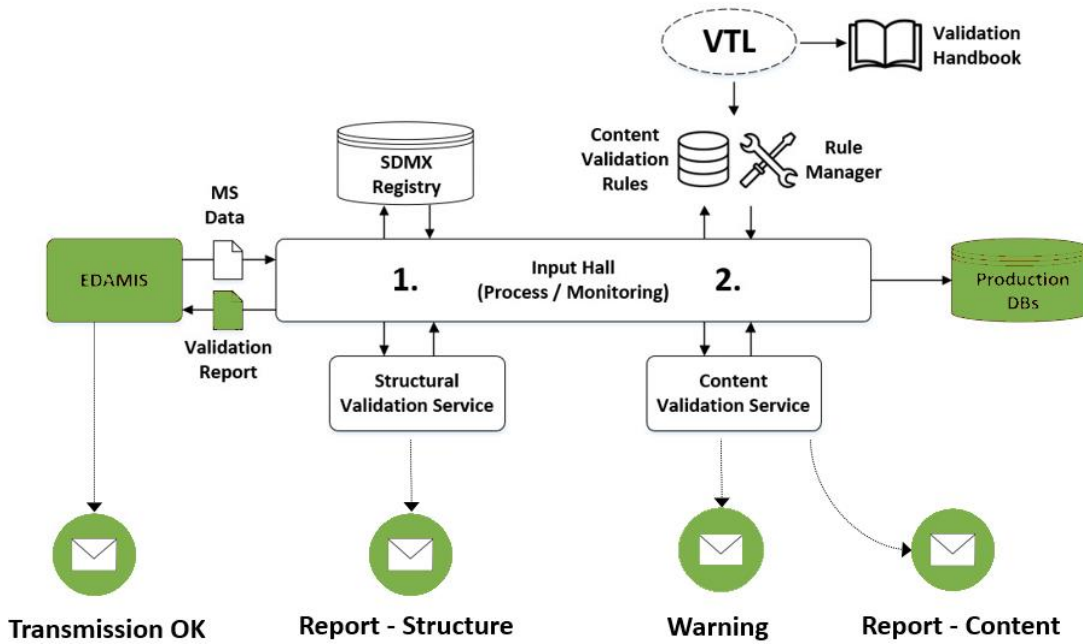 VTL
Validation
Handbook
Content
Validation
Rules
Rule
Manager
SDMX
Registry
MS
Data
EDAMIS
1.
Input Hall
(Process / Monitoring)
2.
Production
DBs
Validation
Report
Structural
Validation Service
Content
Validation Service
Transmission OK
Report - Structure
Warning
Report - Content